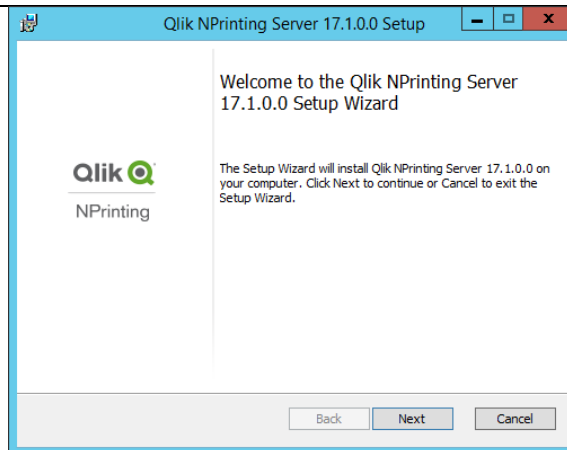 Qlik NPrinting Server 17.1.0.0 Setup
Welcome to the Qlik NPrinting Server
17.1.0.0 Setup Wizard
Qlik
NPrinting
The Setup Wizard will install Qlik NPrinting Server 17.1.0.0 on
your computer. Click Next to continue or Cancel to exit the
Setup Wizard.
Back Next Cancel